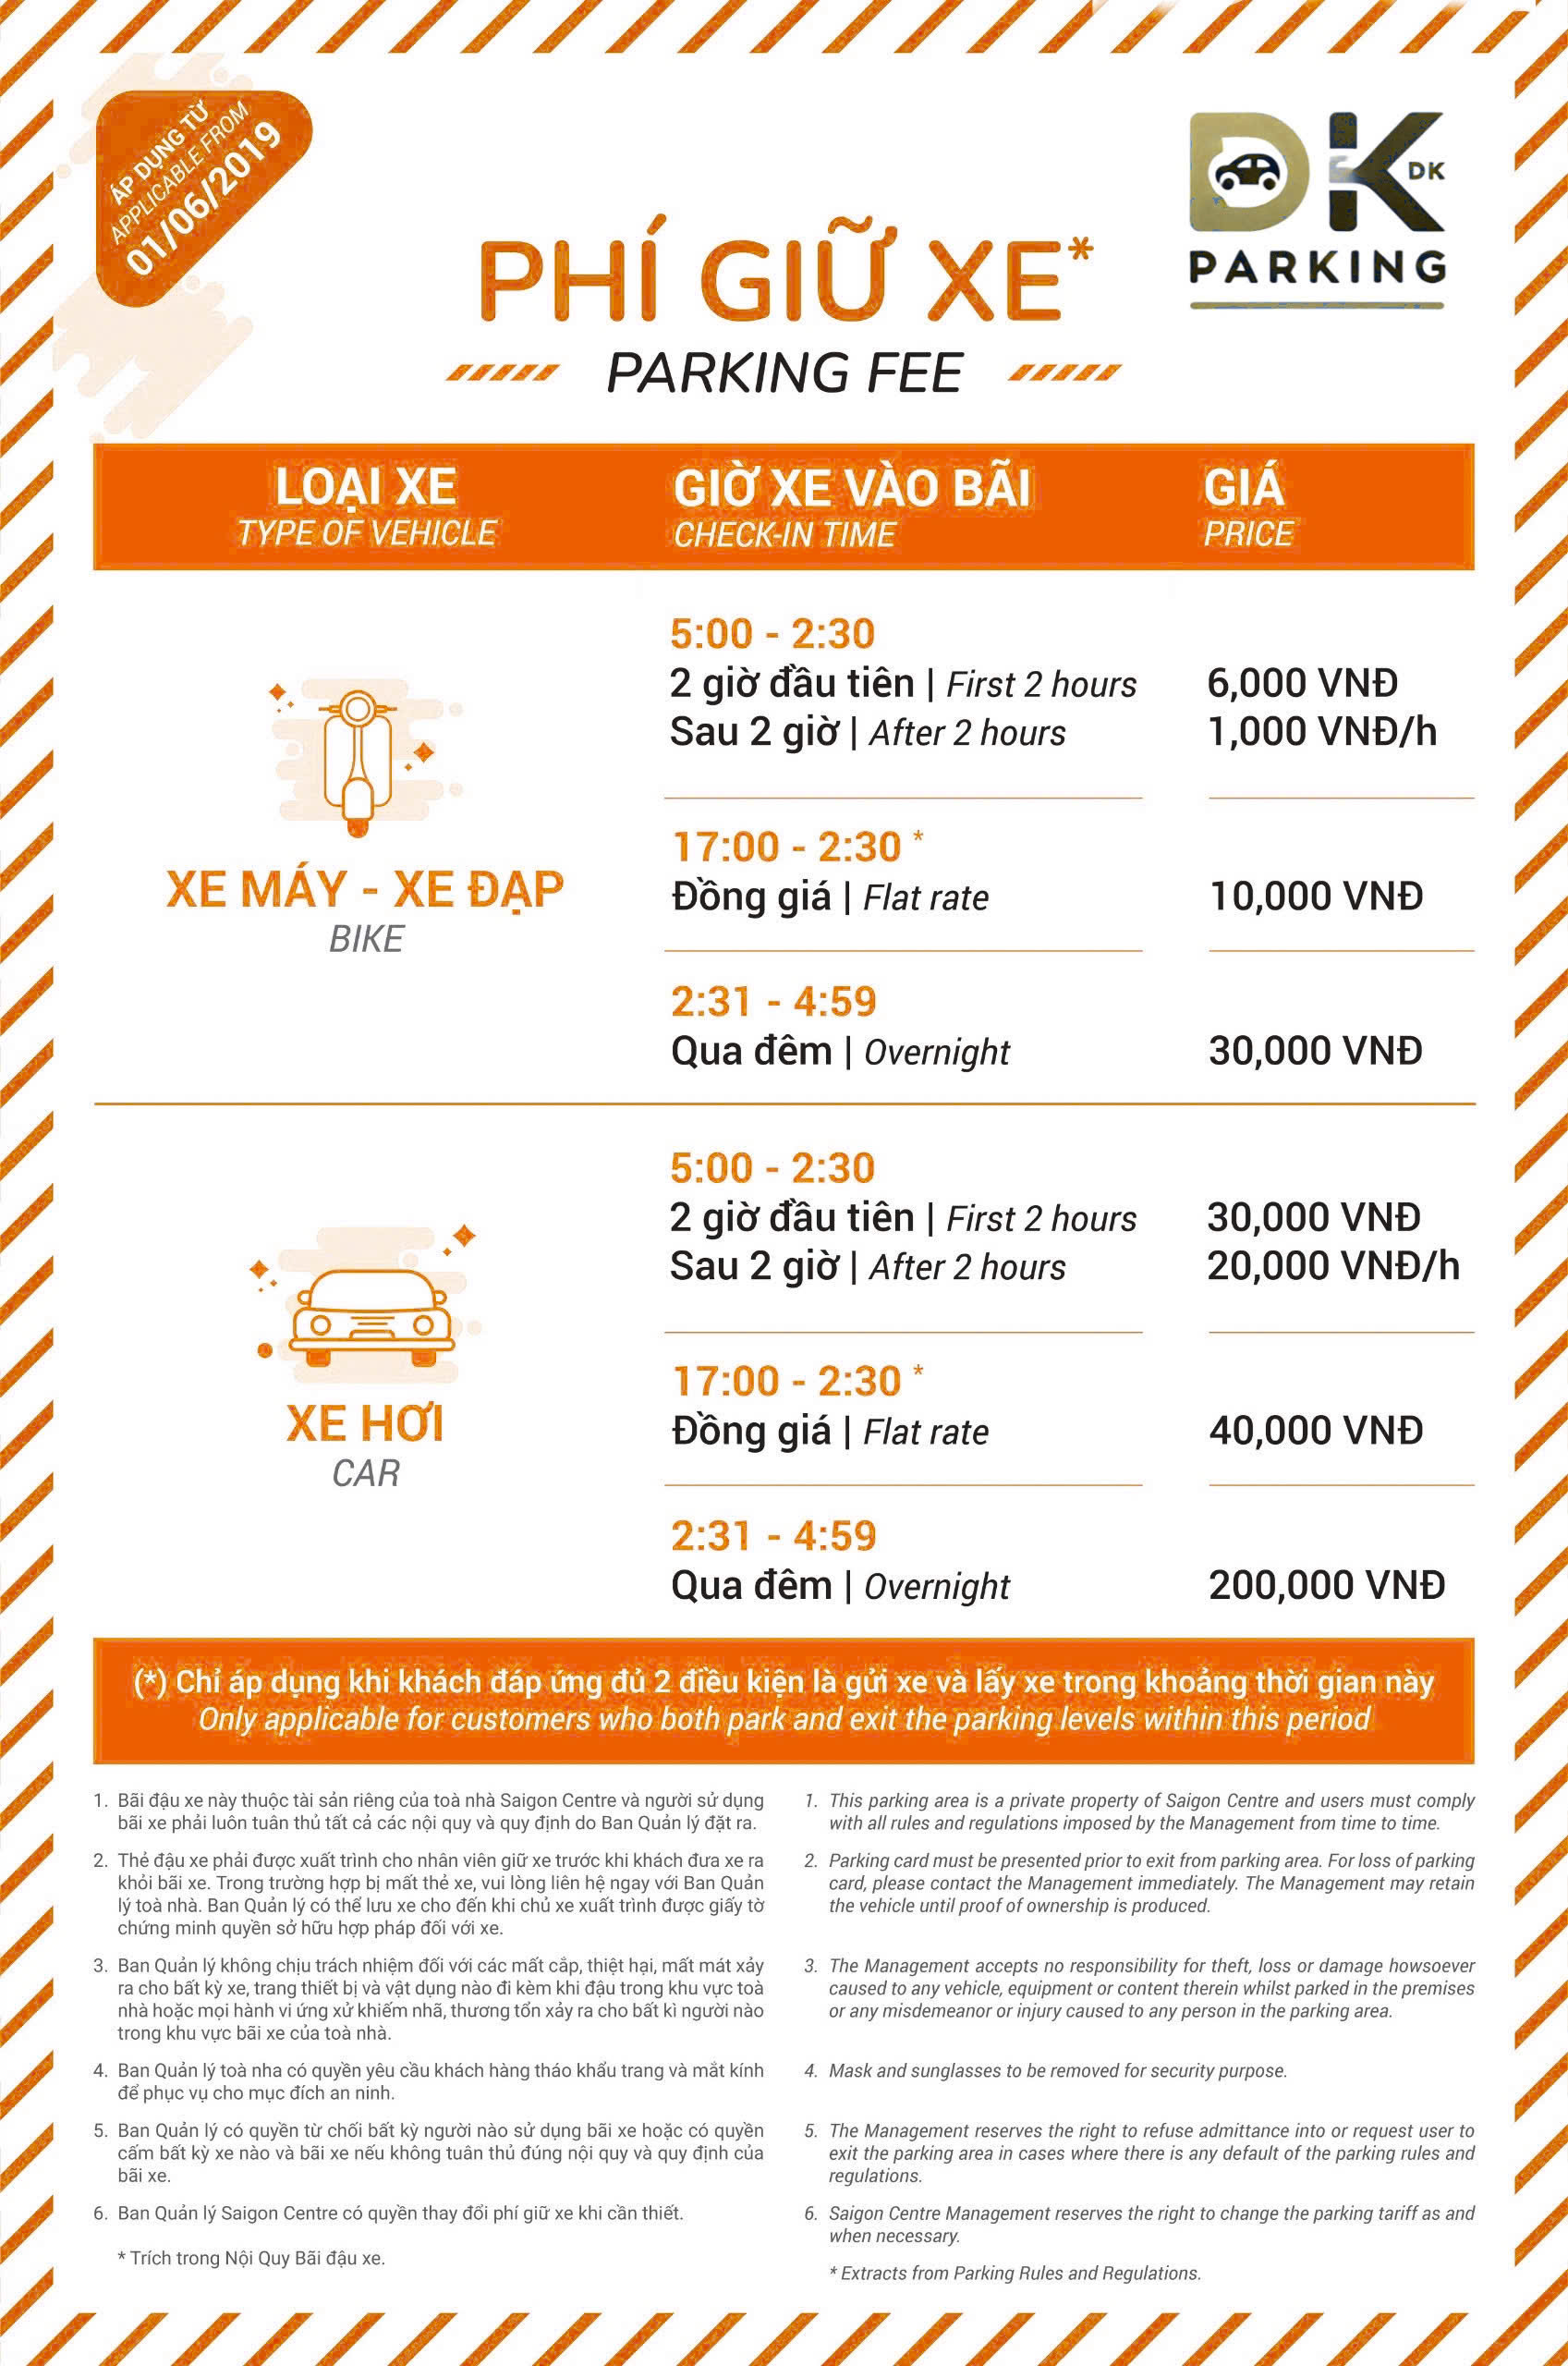 ÁP DỤNG TỪ
APPLICABLE FROM
01/06/2019
DK
DK
PARKING
PHÍ GIỮ XE*
PARKING FEE
LOẠI XE
TYPE OF VEHICLE
GIỜ XE VÀO BÃI
CHECK-IN TIME
GIÁ
PRICE
XE MÁY - XE ĐẠP
BIKE
5:00 - 2:30
2 giờ đầu tiên | First 2 hours 6,000 VNĐ
Sau 2 giờ | After 2 hours 1,000 VNĐ/h
17:00 - 2:30 *
Đồng giá | Flat rate 10,000 VNĐ
2:31 - 4:59
Qua đêm | Overnight 30,000 VNĐ
XE HƠI
CAR
5:00 - 2:30
2 giờ đầu tiên | First 2 hours 30,000 VNĐ
Sau 2 giờ | After 2 hours 20,000 VNĐ/h
17:00 - 2:30 *
Đồng giá | Flat rate 40,000 VNĐ
2:31 - 4:59
Qua đêm | Overnight 200,000 VNĐ
(*) Chỉ áp dụng khi khách đáp ứng đủ 2 điều kiện là gửi xe và lấy xe trong khoảng thời gian này
Only applicable for customers who both park and exit the parking levels within this period
1. Bãi đậu xe này thuộc tài sản riêng của toà nhà Saigon Centre và người sử dụng
bãi xe phải luôn tuân thủ tất cả các nội quy và quy định do Ban Quản lý đặt ra.
2. Thẻ đậu xe phải được xuất trình cho nhân viên giữ xe trước khi khách đưa xe ra
khỏi bãi xe. Trong trường hợp bị mất thẻ xe, vui lòng liên hệ ngay với Ban Quản
lý toà nhà. Ban Quản lý có thể lưu xe cho đến khi chủ xe xuất trình được giấy tờ
chứng minh quyền sở hữu hợp pháp đối với xe.
3. Ban Quản lý không chịu trách nhiệm đối với các mất cắp, thiệt hại, mất mát xảy
ra cho bất kỳ xe, trang thiết bị và vật dụng nào đi kèm khi đậu trong khu vực toà
nhà hoặc mọi hành vi ứng xử khiếm nhã, thương tổn xảy ra cho bất kì người nào
trong khu vực bãi xe của toà nhà.
4. Ban Quản lý toà nha có quyền yêu cầu khách hàng tháo khẩu trang và mắt kính
để phục vụ cho mục đích an ninh.
5. Ban Quản lý có quyền từ chối bất kỳ người nào sử dụng bãi xe hoặc có quyền
cấm bất kỳ xe nào và bãi xe nếu không tuân thủ đúng nội quy và quy định của
bãi xe.
6. Ban Quản lý Saigon Centre có quyền thay đổi phí giữ xe khi cần thiết.
* Trích trong Nội Quy Bãi đậu xe.
1. This parking area is a private property of Saigon Centre and users must comply
with all rules and regulations imposed by the Management from time to time.
2. Parking card must be presented prior to exit from parking area. For loss of parking
card, please contact the Management immediately. The Management may retain
the vehicle until proof of ownership is produced.
3. The Management accepts no responsibility for theft, loss or damage howsoever
caused to any vehicle, equipment or content therein whilst parked in the premises
or any misdemeanor or injury caused to any person in the parking area.
4. Mask and sunglasses to be removed for security purpose.
5. The Management reserves the right to refuse admittance into or request user to
exit the parking area in cases where there is any default of the parking rules and
regulations.
6. Saigon Centre Management reserves the right to change the parking tariff as and
when necessary.
* Extracts from Parking Rules and Regulations.